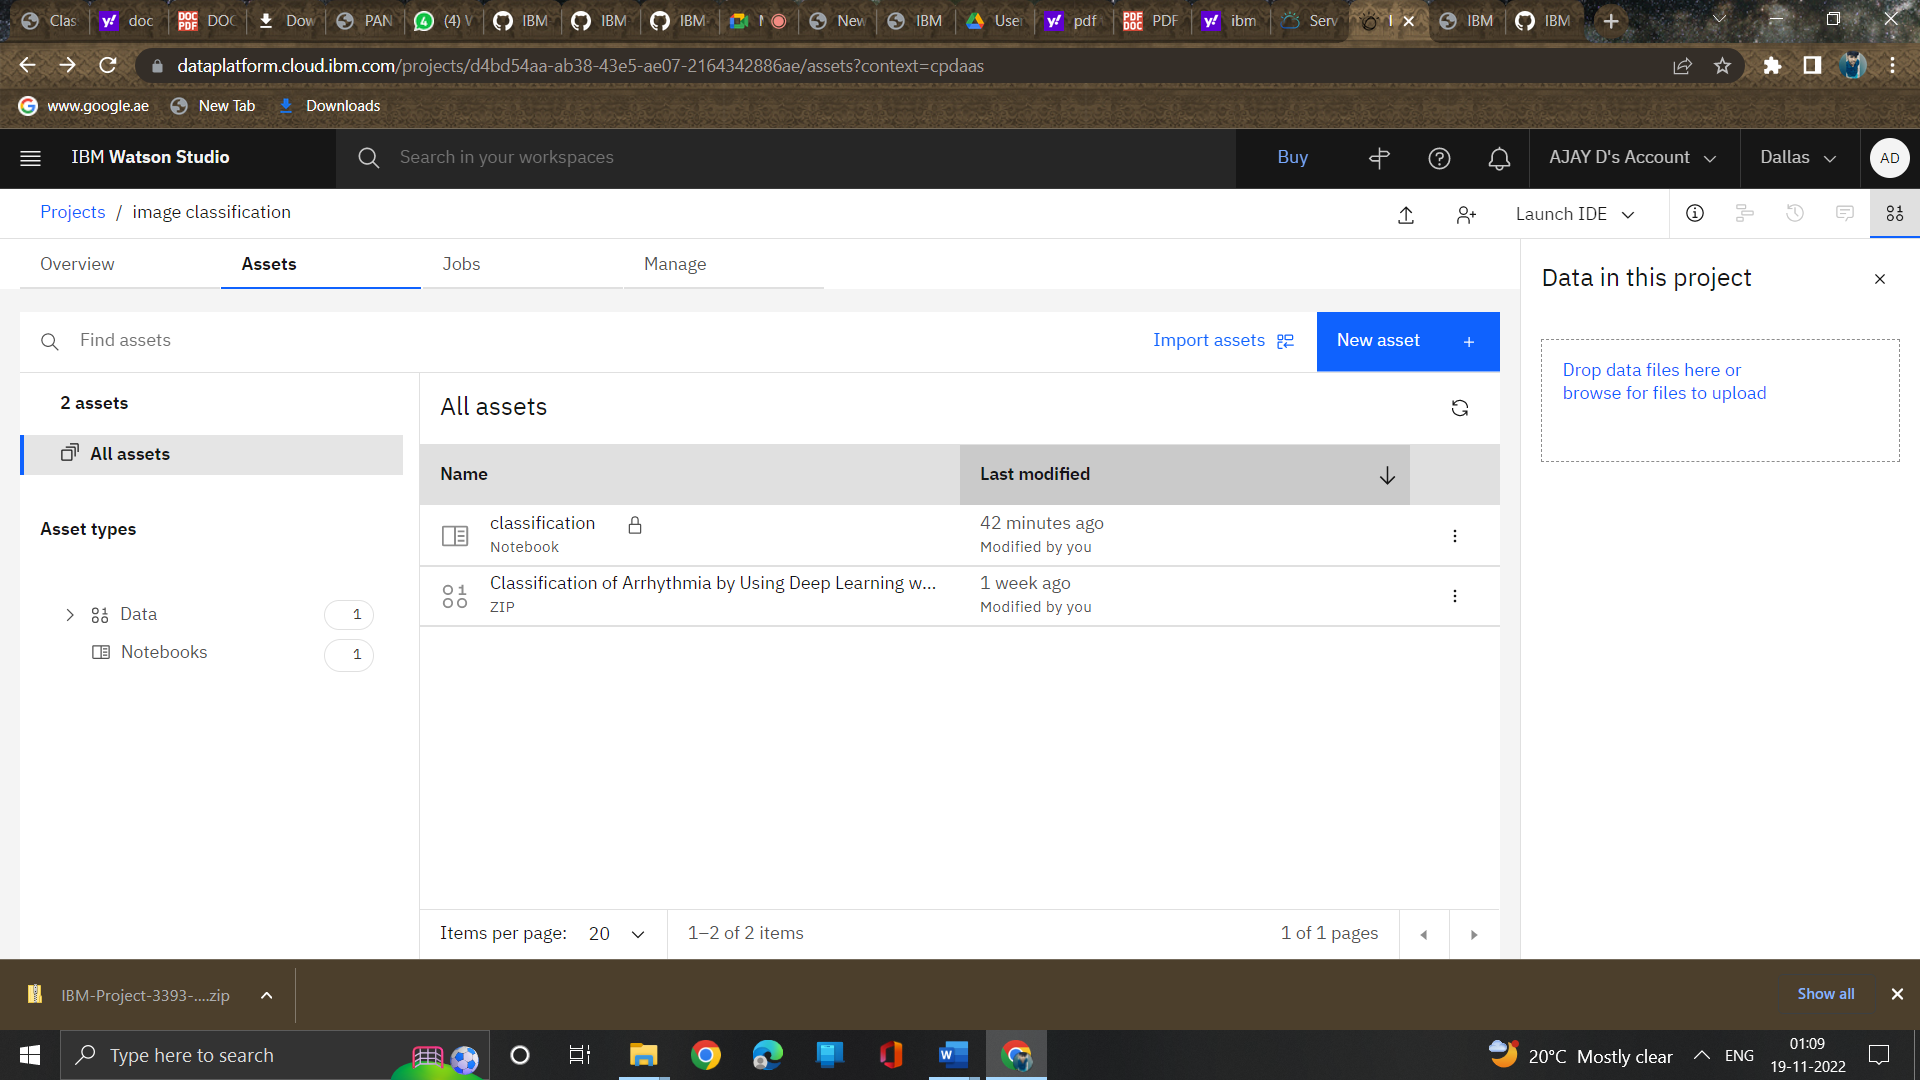 Clas
doc
DOC
Dow
PAN
(4) V
IBM
IBM
IBM
New
IBM
User
pdf
PDF
ibm
Serv
IBM
IBM
dataplatform.cloud.ibm.com/projects/d4bd54aa-ab38-43e5-ae07-2164342886ae/assets?context=cpdaas
www.google.ae
New Tab
Downloads
IBM Watson Studio
Search in your workspaces
Buy
AJAY D's Account
Dallas
AD
Projects / image classification
Launch IDE
Overview
Assets
Jobs
Manage
Data in this project
Find assets
Import assets
New asset +
Drop data files here or
browse for files to upload
2 assets
All assets
All assets
Name
Last modified
Asset types
classification
Notebook
42 minutes ago
Modified by you
Classification of Arrhythmia by Using Deep Learning w...
ZIP
1 week ago
Modified by you
Data
1
Notebooks
1
Items per page: 20
1–2 of 2 items
1 of 1 pages
IBM-Project-3393-....zip
Show all
Type here to search
20°C Mostly clear
ENG
01:09
19-11-2022